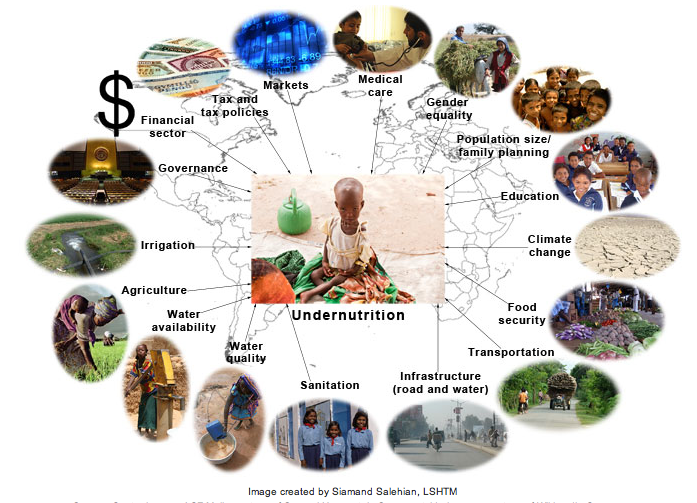 Markets
Medical
care
Tax and
tax policies
Gender
equality
$
Financial
sector
Population size/
family planning
Governance
Education
Irrigation
Climate
change
Agriculture
Water
availability
Undernutrition
Food
security
Water
quality
Transportation
Sanitation
Infrastructure
(road and water)
Image created by Siamand Salehian, LSHTM